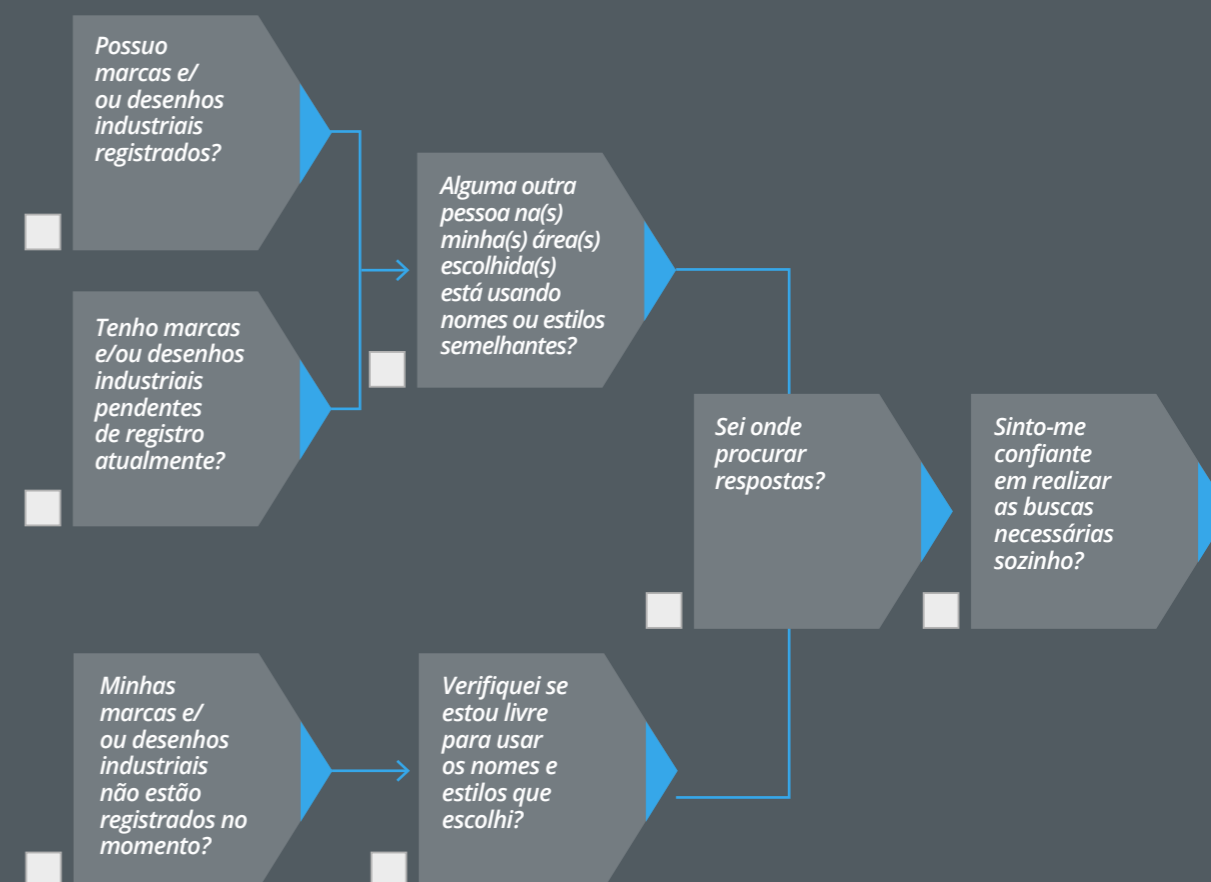 Possuo
marcas e/
ou desenhos
industriais
registrados?
Tenho marcas
e/ou desenhos
industriais
pendentes
de registro
atualmente?
Alguma outra
pessoa na(s)
minha(s) área(s)
escolhida(s)
está usando
nomes ou estilos
semelhantes?
Minhas
marcas e/
ou desenhos
industriais
não estão
registrados no
momento?
Verifiquei se
estou livre
para usar
os nomes e
estilos que
escolhi?
Sei onde
procurar
respostas?
Sinto-me
confiante
em realizar
as buscas
necessárias
sozinho?